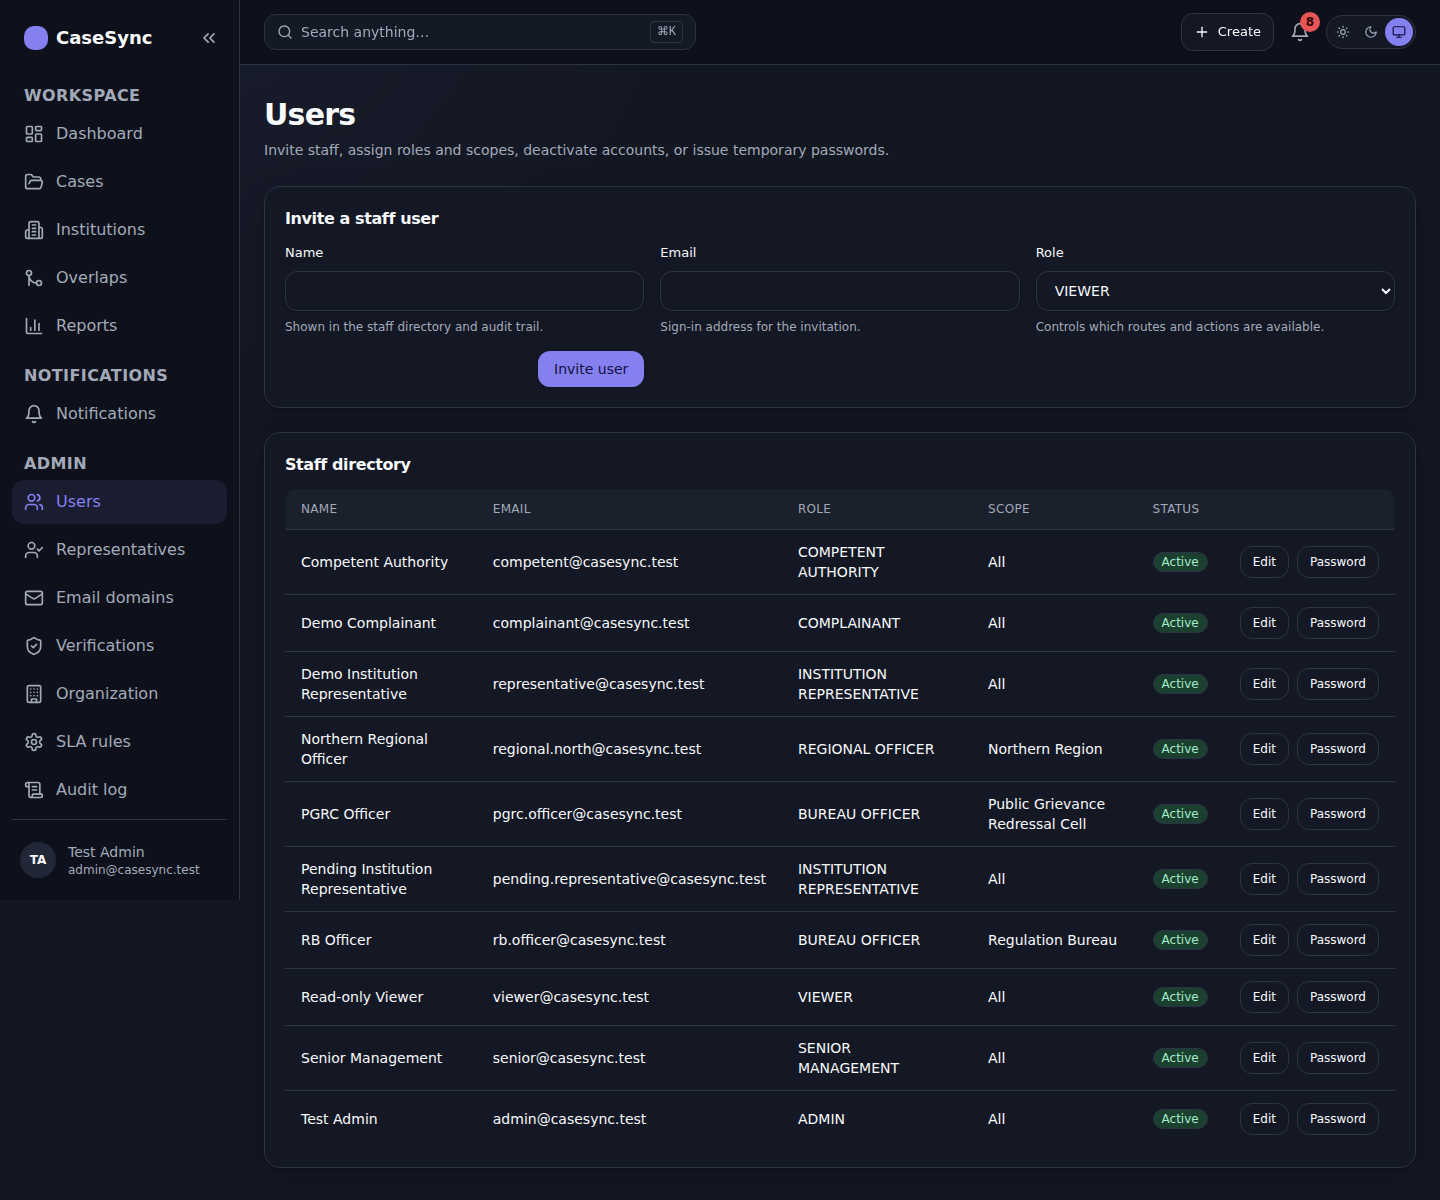 CaseSync
Search anything...
⌘K
Create
8
WORKSPACE
Dashboard
Cases
Institutions
Overlaps
Reports
NOTIFICATIONS
Notifications
ADMIN
Users
Representatives
Email domains
Verifications
Organization
SLA rules
Audit log
TA
Test Admin
admin@casesync.test
Users
Invite staff, assign roles and scopes, deactivate accounts, or issue temporary passwords.
Invite a staff user
Name
Email
Role
VIEWER
Shown in the staff directory and audit trail.
Sign-in address for the invitation.
Controls which routes and actions are available.
Invite user
Staff directory
NAME EMAIL ROLE SCOPE STATUS
Competent Authority competent@casesync.test COMPETENT AUTHORITY All Active Edit Password
Demo Complainant complainant@casesync.test COMPLAINANT All Active Edit Password
Demo Institution Representative representative@casesync.test INSTITUTION REPRESENTATIVE All Active Edit Password
Northern Regional Officer regional.north@casesync.test REGIONAL OFFICER Northern Region Active Edit Password
PGRC Officer pgrc.officer@casesync.test BUREAU OFFICER Public Grievance Redressal Cell Active Edit Password
Pending Institution Representative pending.representative@casesync.test INSTITUTION REPRESENTATIVE All Active Edit Password
RB Officer rb.officer@casesync.test BUREAU OFFICER Regulation Bureau Active Edit Password
Read-only Viewer viewer@casesync.test VIEWER All Active Edit Password
Senior Management senior@casesync.test SENIOR MANAGEMENT All Active Edit Password
Test Admin admin@casesync.test ADMIN All Active Edit Password